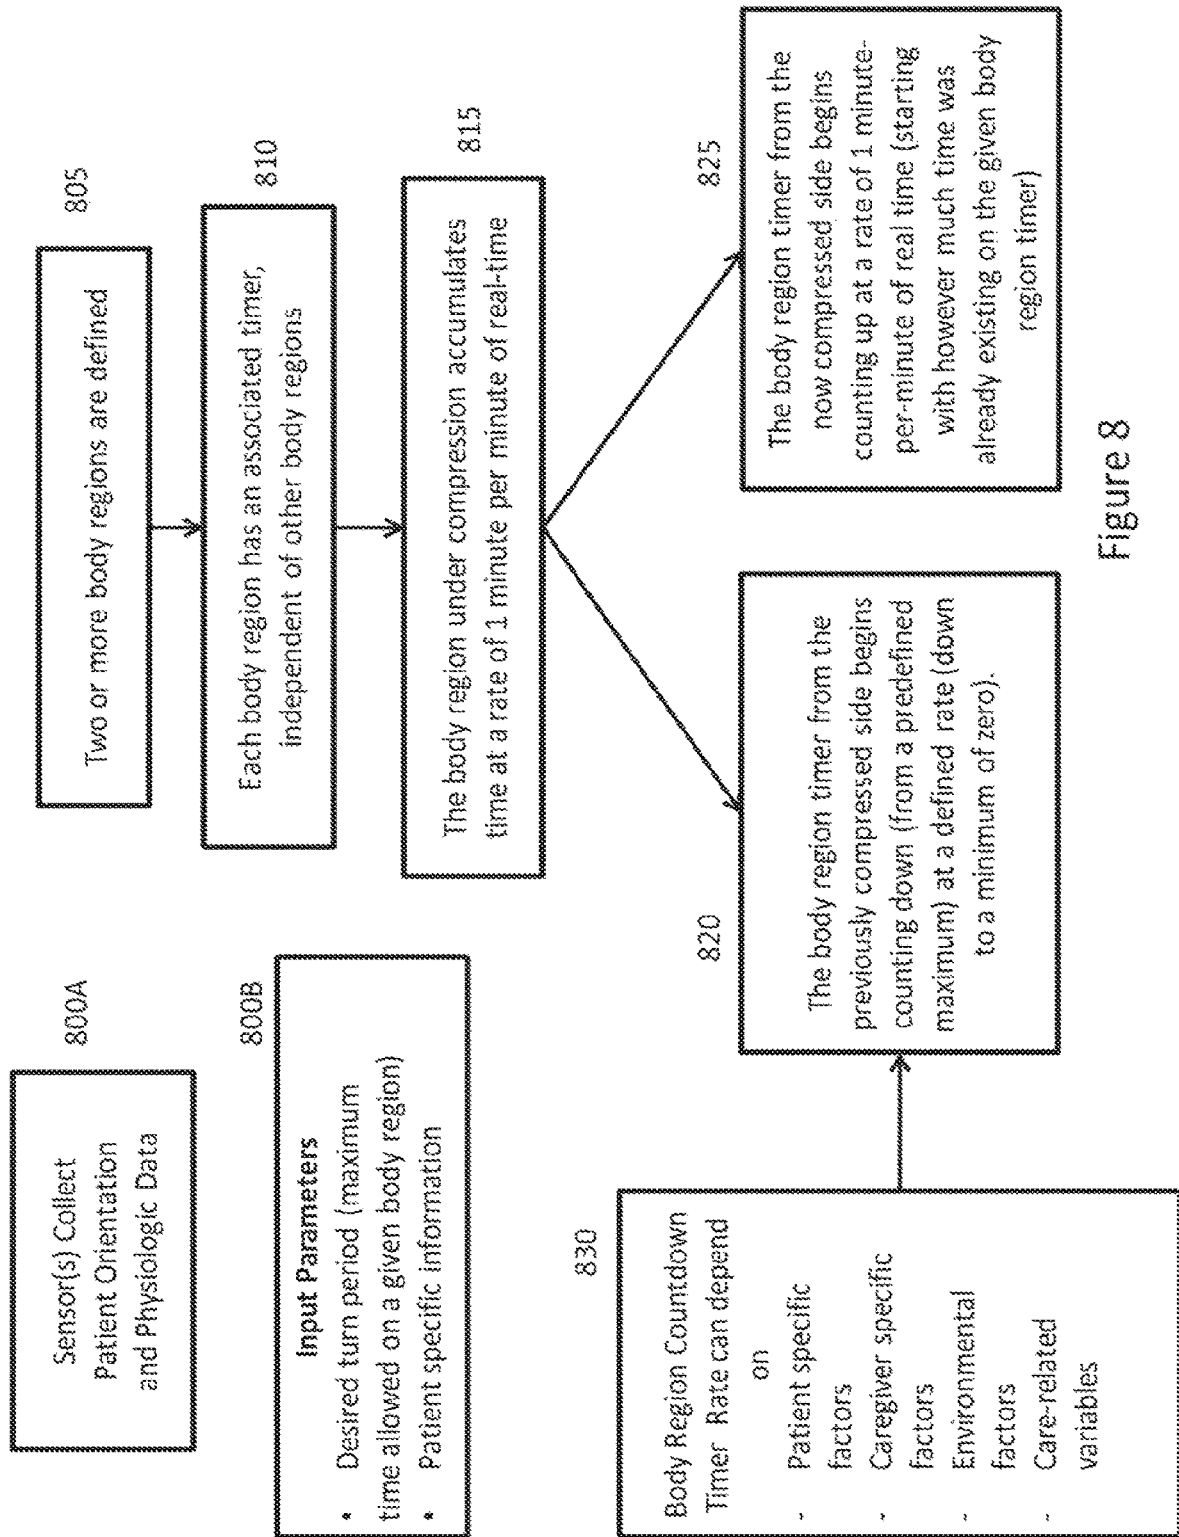 800A
Sensor(s) Collect
Patient Orientation
and Physiologic Data
800B
Input Parameters
• Desired turn period (maximum
time allowed on a given body region)
• Patient specific information
805
Two or more body regions are defined
810
Each body region has an associated timer,
independent of other body regions
815
The body region under compression accumulates
time at a rate of 1 minute per minute of real-time
830
Body Region Countdown
Timer Rate can depend
on
- Patient specific
factors
- Caregiver specific
factors
- Environmental
factors
- Care-related
variables
820
The body region timer from the
previously compressed side begins
counting down (from a predefined
maximum) at a defined rate (down
to a minimum of zero).
825
The body region timer from the
now compressed side begins
counting up at a rate of 1 minute-
per-minute of real time (starting
with however much time was
already existing on the given body
region timer)
Figure 8